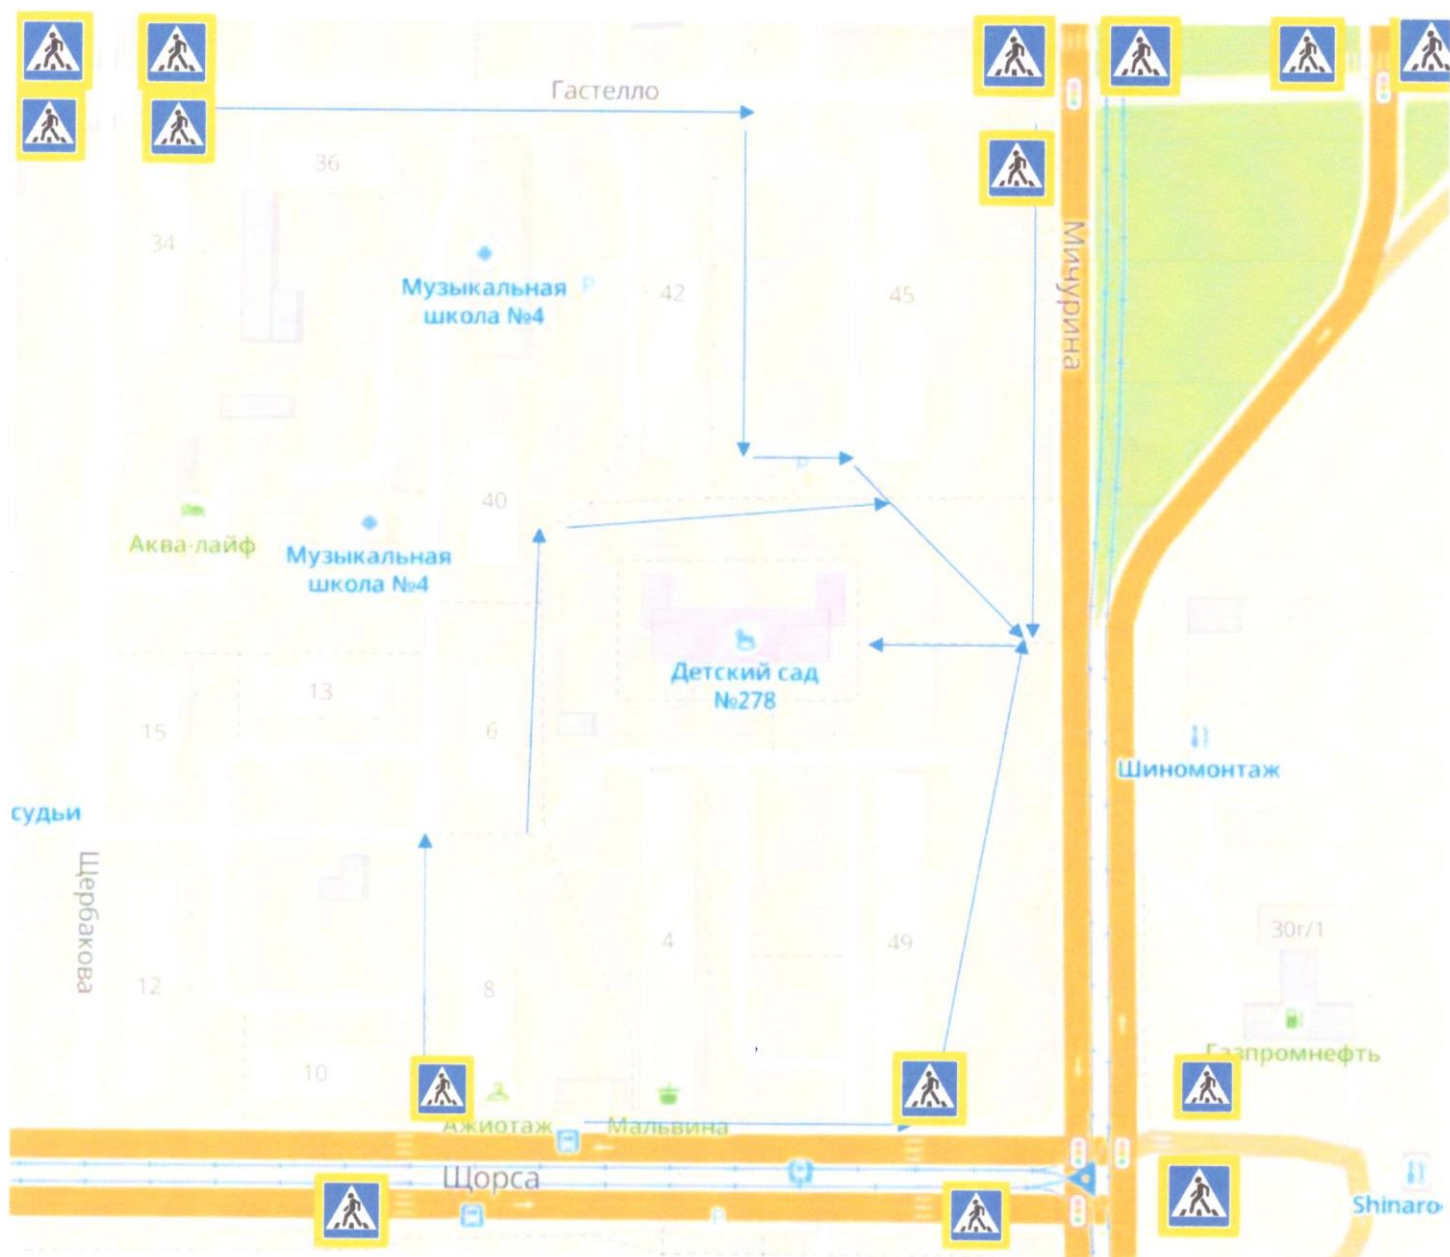 Гастелло
36
34
Музыкальная
школа №4
P
42
45
Мичурина
P
40
Аква-лайф
Музыкальная
школа №4
Детский сад
№278
13
15
6
Шиномонтаж
судьи
Щербакова
30г/1
4
49
12
8
Газпромнефть
10
Ажиотаж
Мальвина
Щорса
P
Shinaro